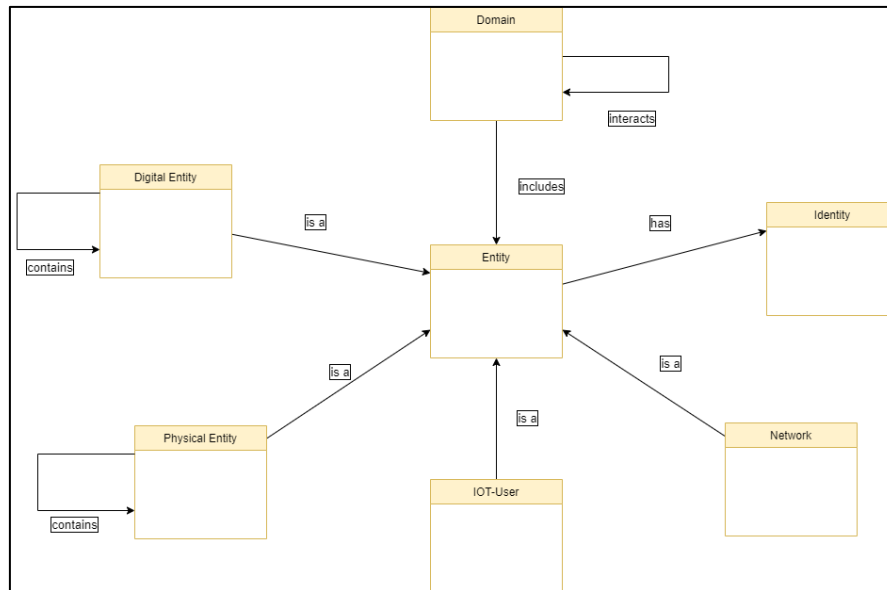 Domain
interacts
Digital Entity
includes
Identity
is a
has
Entity
contains
is a
is a
Physical Entity
Network
is a
IOT-User
contains